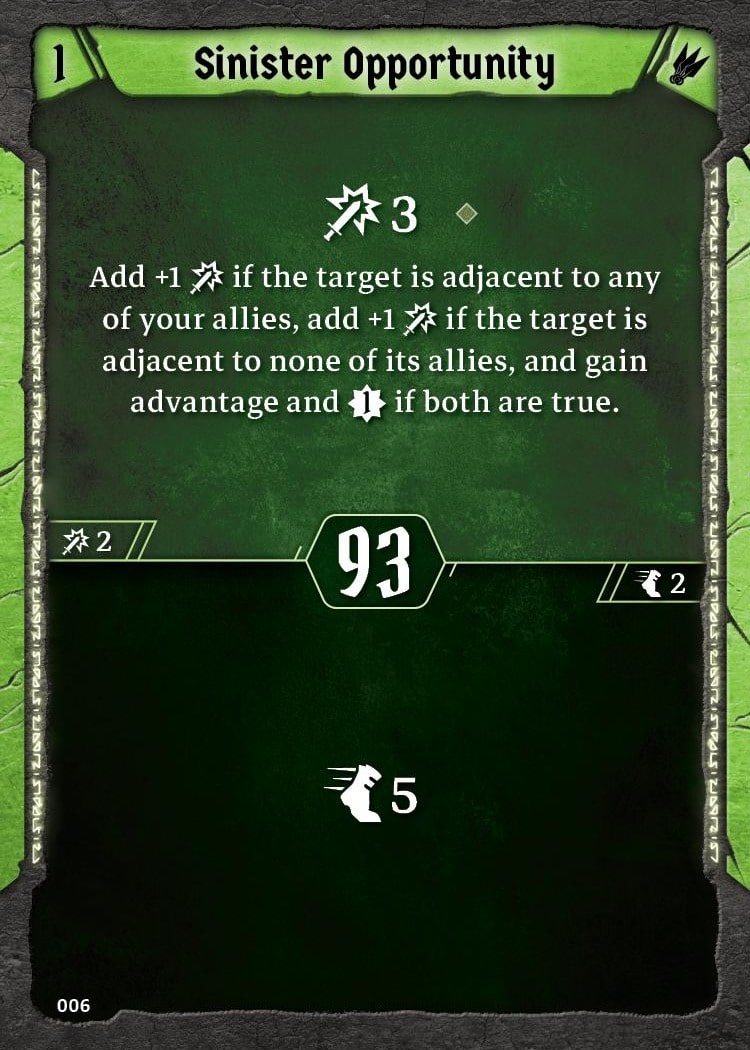 1
Sinister Opportunity
3
Add +1 if the target is adjacent to any
of your allies, add +1 if the target is
adjacent to none of its allies, and gain
advantage and 1 if both are true.
2
93
2
5
006